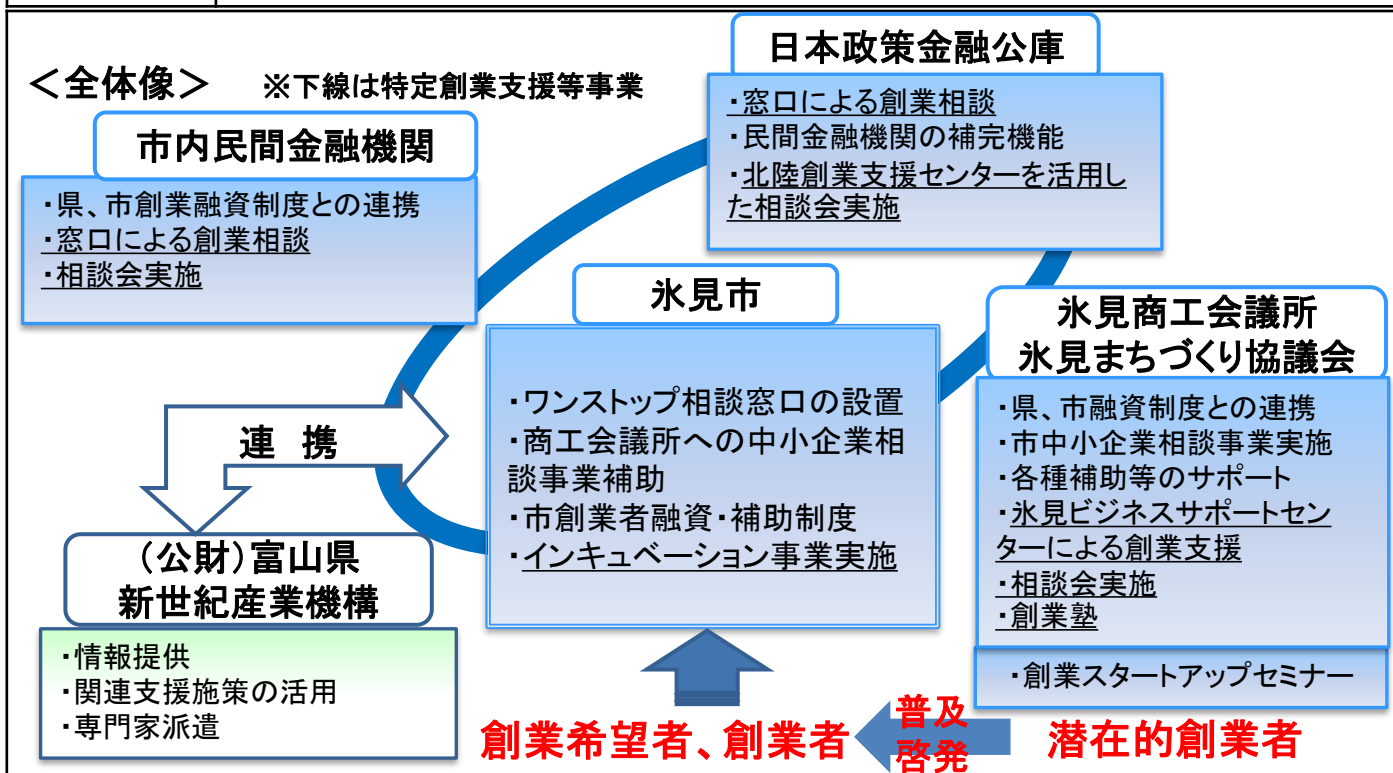 ＜全体像＞　※下線は特定創業支援等事業
日本政策金融公庫
・窓口による創業相談
・民間金融機関の補完機能
・北陸創業支援センターを活用し
た相談会実施
市内民間金融機関
・県、市創業融資制度との連携
・窓口による創業相談
・相談会実施
氷見市
・ワンストップ相談窓口の設置
・商工会議所への中小企業相
談事業補助
・市創業者融資・補助制度
・インキュベーション事業実施
氷見商工会議所
氷見まちづくり協議会
・県、市融資制度との連携
・市中小企業相談事業実施
・各種補助等のサポート
・氷見ビジネスサポートセン
ターによる創業支援
・相談会実施
・創業塾
・創業スタートアップセミナー
連　携
（公財）富山県
新世紀産業機構
・情報提供
・関連支援施策の活用
・専門家派遣
創業希望者、創業者
普及
啓発
潜在的創業者